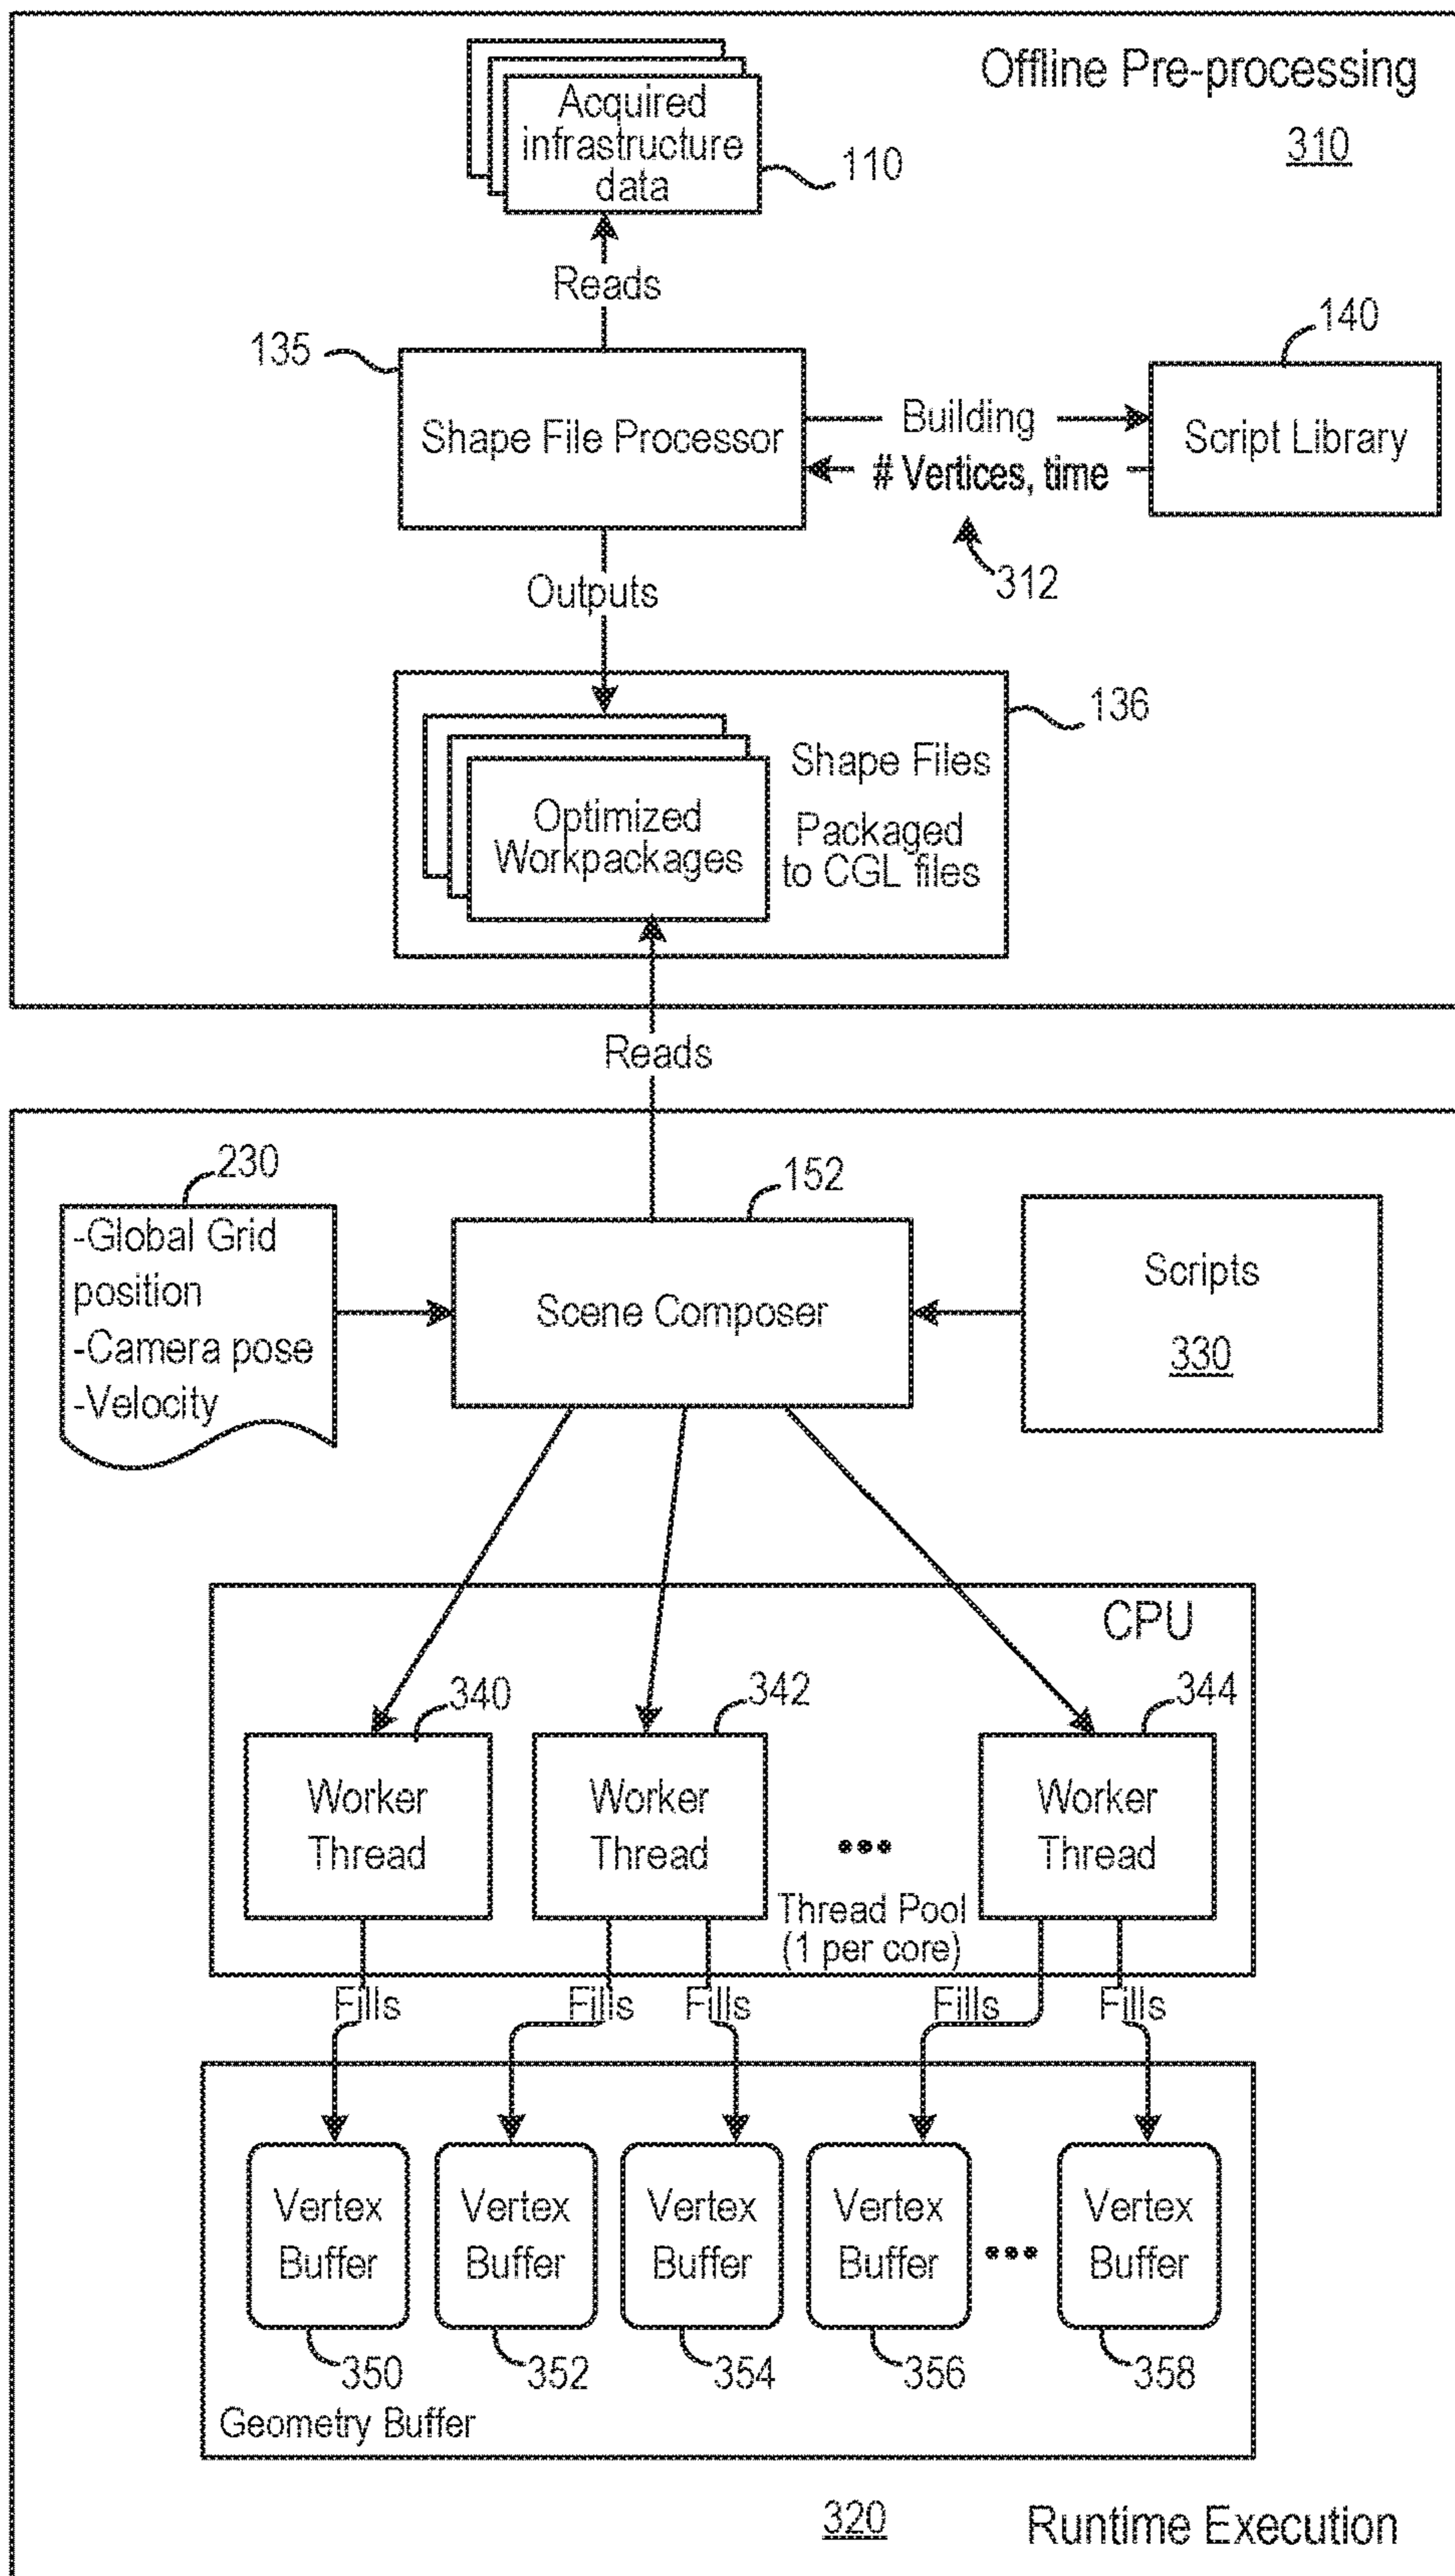 Offline Pre-processing
310
Acquired
infrastructure
data
110
Reads
135
140
Shape File Processor
Building
# Vertices, time
Script Library
312
Outputs
136
Shape Files
Packaged
to CGL files
Optimized
Workpackages
Reads
230
-Global Grid
position
-Camera pose
-Velocity
152
Scene Composer
Scripts
330
CPU
340
342
344
Worker
Thread
Worker
Thread
•••
Worker
Thread
Thread Pool
(1 per core)
Fills
Fills
Fills
Fills
Fills
Vertex
Buffer
Vertex
Buffer
Vertex
Buffer
Vertex
Buffer
•••
Vertex
Buffer
350
352
354
356
358
Geometry Buffer
320
Runtime Execution